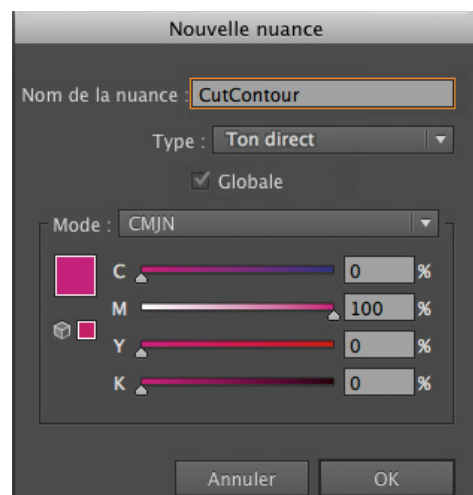 Nouvelle nuance
Nom de la nuance : CutContour
Type : Ton direct
Globale
Mode : CMJN
C 0 %
M 100 %
Y 0 %
K 0 %
Annuler OK